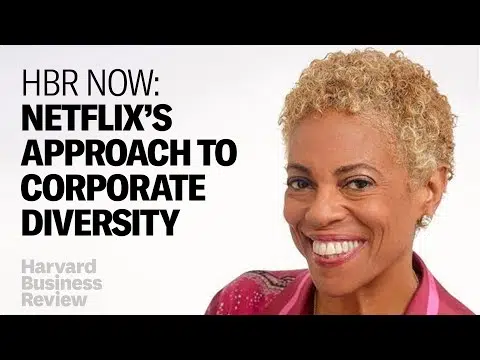 HBR NOW:
NETFLIX'S
APPROACH TO
CORPORATE
DIVERSITY
Harvard
Business
Review